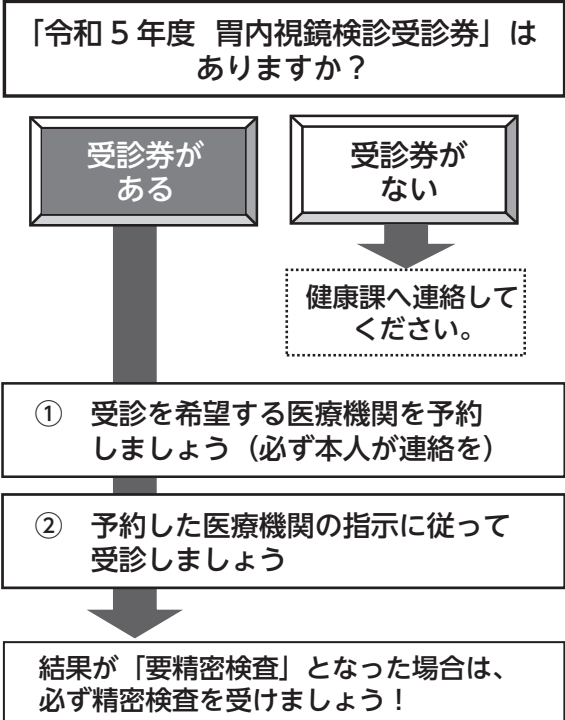 「令和5年度 胃内視鏡検診受診券」は
ありますか？
受診券が
ある
受診券が
ない
健康課へ連絡して
ください。
① 受診を希望する医療機関を予約
しましょう（必ず本人が連絡を）
② 予約した医療機関の指示に従って
受診しましょう
結果が「要精密検査」となった場合は、
必ず精密検査を受けましょう！